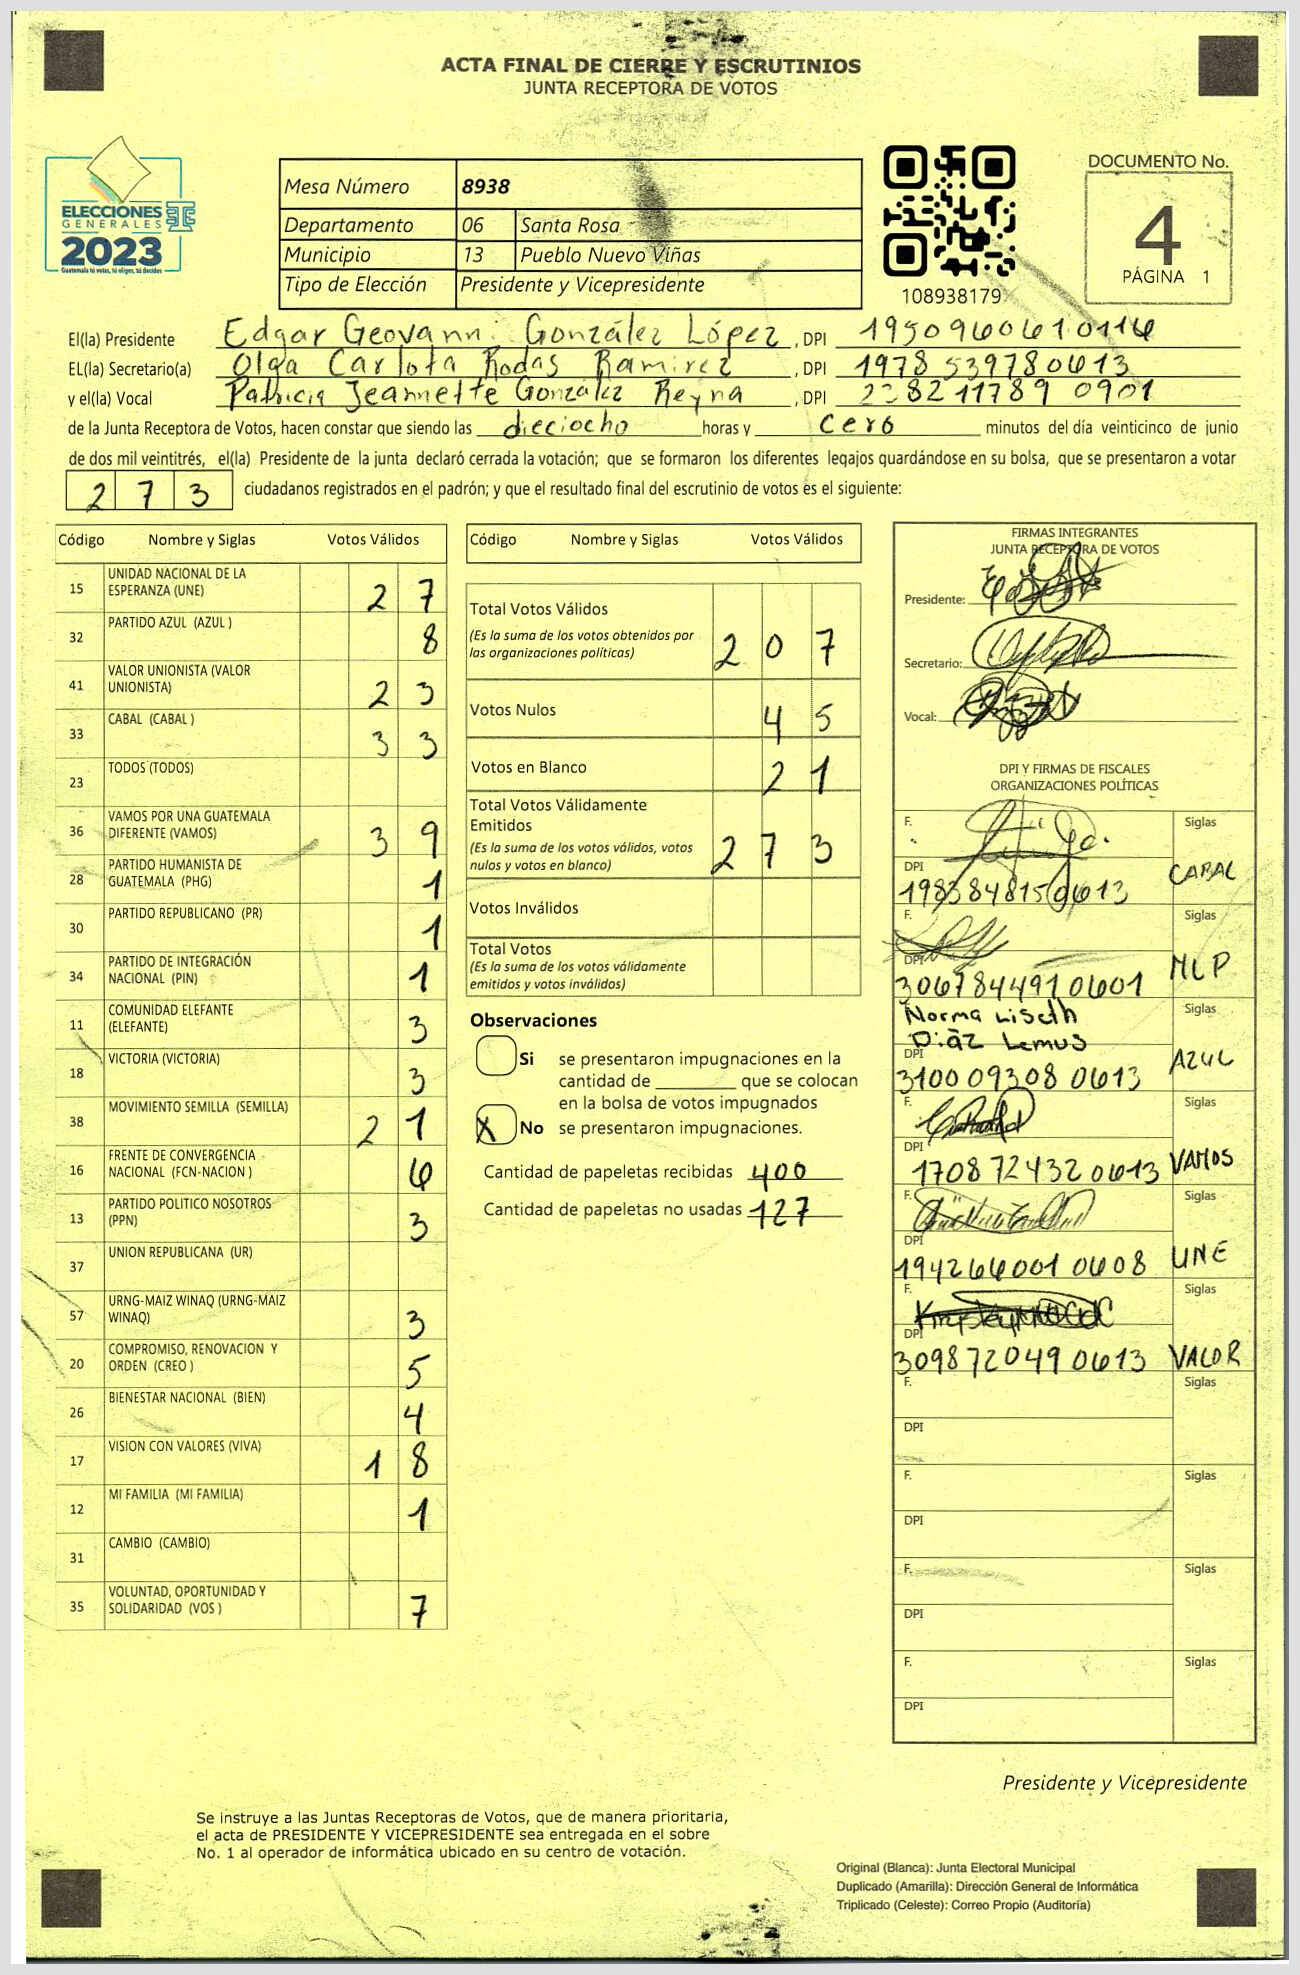 ACTA FINAL DE CIERRE Y ESCRUTINIOS
JUNTA RECEPTORA DE VOTOS
ELECCIONES
GENERALES
2023
Guatemala tú votas, tú eliges, tú decides
Mesa Número 8938
Departamento 06 Santa Rosa
Municipio 13 Pueblo Nuevo Viñas
Tipo de Elección Presidente y Vicepresidente
108938179
DOCUMENTO No.
4
PÁGINA 1
El(la) Presidente Edgar Geovanni González López, DPI 1950960610114
EL(la) Secretario(a) Olga Carlota Rodas Ramirez, DPI 1978 53978 0613
y el(la) Vocal Patricia Jeannette González Reyna, DPI 2382117890901
de la Junta Receptora de Votos, hacen constar que siendo las dieciocho horas y cero minutos del día veinticinco de junio
de dos mil veintitrés, el(la) Presidente de la junta declaró cerrada la votación; que se formaron los diferentes legajos guardándose en su bolsa, que se presentaron a votar
273 ciudadanos registrados en el padrón; y que el resultado final del escrutinio de votos es el siguiente:
Código Nombre y Siglas Votos Válidos
15 UNIDAD NACIONAL DE LA ESPERANZA (UNE) 27
32 PARTIDO AZUL (AZUL ) 8
41 VALOR UNIONISTA (VALOR UNIONISTA) 23
33 CABAL (CABAL ) 33
23 TODOS (TODOS)
36 VAMOS POR UNA GUATEMALA DIFERENTE (VAMOS) 39
28 PARTIDO HUMANISTA DE GUATEMALA (PHG) 1
30 PARTIDO REPUBLICANO (PR) 1
34 PARTIDO DE INTEGRACIÓN NACIONAL (PIN) 1
11 COMUNIDAD ELEFANTE (ELEFANTE) 3
18 VICTORIA (VICTORIA) 3
38 MOVIMIENTO SEMILLA (SEMILLA) 21
16 FRENTE DE CONVERGENCIA NACIONAL (FCN-NACION ) 6
13 PARTIDO POLITICO NOSOTROS (PPN) 3
37 UNION REPUBLICANA (UR)
57 URNG-MAIZ WINAQ (URNG-MAIZ WINAQ) 3
20 COMPROMISO, RENOVACION Y ORDEN (CREO ) 5
26 BIENESTAR NACIONAL (BIEN) 4
17 VISION CON VALORES (VIVA) 18
12 MI FAMILIA (MI FAMILIA) 1
31 CAMBIO (CAMBIO)
35 VOLUNTAD, OPORTUNIDAD Y SOLIDARIDAD (VOS ) 7
Código Nombre y Siglas Votos Válidos
Total Votos Válidos 207
(Es la suma de los votos obtenidos por
las organizaciones políticas)
Votos Nulos 45
Votos en Blanco 21
Total Votos Válidamente
Emitidos 273
(Es la suma de los votos válidos, votos
nulos y votos en blanco)
Votos Inválidos
Total Votos
(Es la suma de los votos válidamente
emitidos y votos inválidos)
Observaciones
Si se presentaron impugnaciones en la
cantidad de ________ que se colocan
en la bolsa de votos impugnados
X No se presentaron impugnaciones.
Cantidad de papeletas recibidas 400
Cantidad de papeletas no usadas 127
FIRMAS INTEGRANTES
JUNTA RECEPTORA DE VOTOS
Presidente:
Secretario:
Vocal:
DPI Y FIRMAS DE FISCALES
ORGANIZACIONES POLÍTICAS
F. Siglas
DPI 1983848150613 CABAL
F. Siglas
DPI 3067844910601 MLP
Norma Liseth Siglas
Diaz Lemus
DPI 3100093080613 AZUL
F. Siglas
DPI 1708724320613 VAMOS
F. Siglas
DPI 1942660010608 UNE
F. Siglas
DPI 3098720490613 VALOR
F. Siglas
DPI
F. Siglas
DPI
F. Siglas
DPI
F. Siglas
DPI
Presidente y Vicepresidente
Se instruye a las Juntas Receptoras de Votos, que de manera prioritaria,
el acta de PRESIDENTE Y VICEPRESIDENTE sea entregada en el sobre
No. 1 al operador de informática ubicado en su centro de votación.
Original (Blanca): Junta Electoral Municipal
Duplicado (Amarilla): Dirección General de Informática
Triplicado (Celeste): Correo Propio (Auditoría)